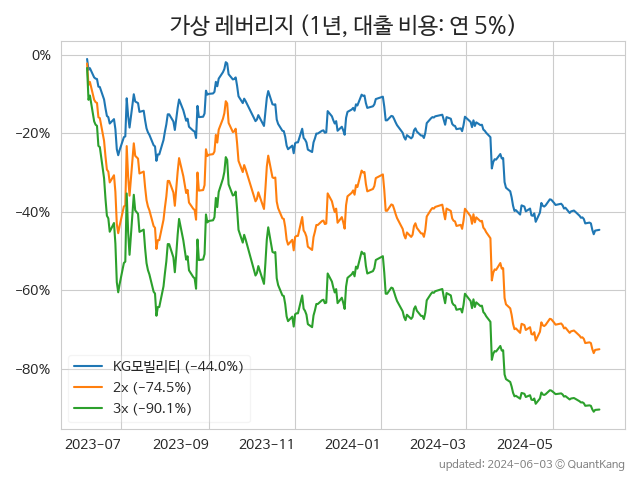 가상 레버리지 (1년, 대출 비용: 연 5%)
0%
−20%
−40%
−60%
−80%
KG모빌리티 (−44.0%)
2x (−74.5%)
3x (−90.1%)
2023-07 2023-09 2023-11 2024-01 2024-03 2024-05
updated: 2024-06-03 © QuantKang